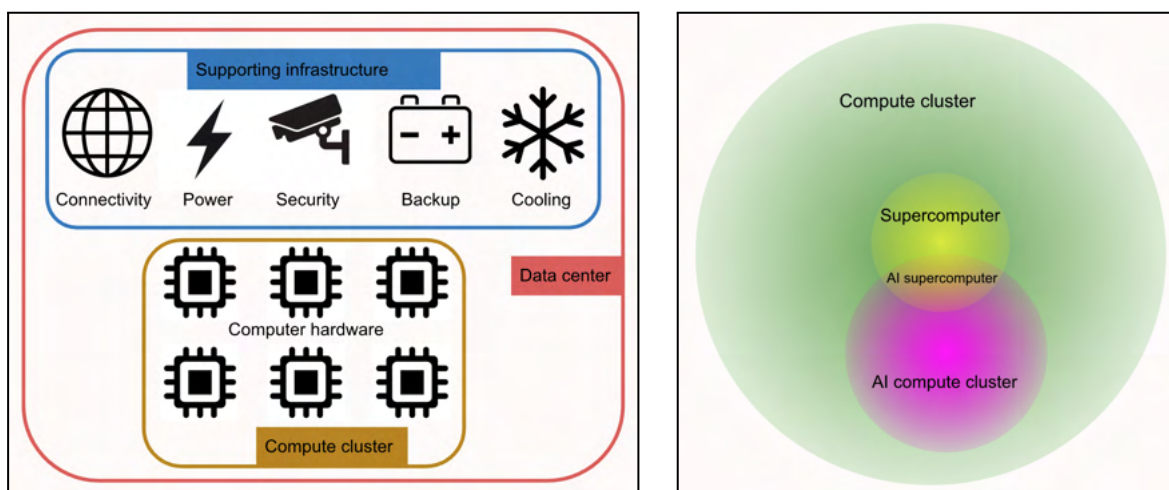 Supporting infrastructure
Connectivity
Power
Security
Backup
Cooling
Data center
Computer hardware
Compute cluster
Compute cluster
Supercomputer
AI supercomputer
AI compute cluster